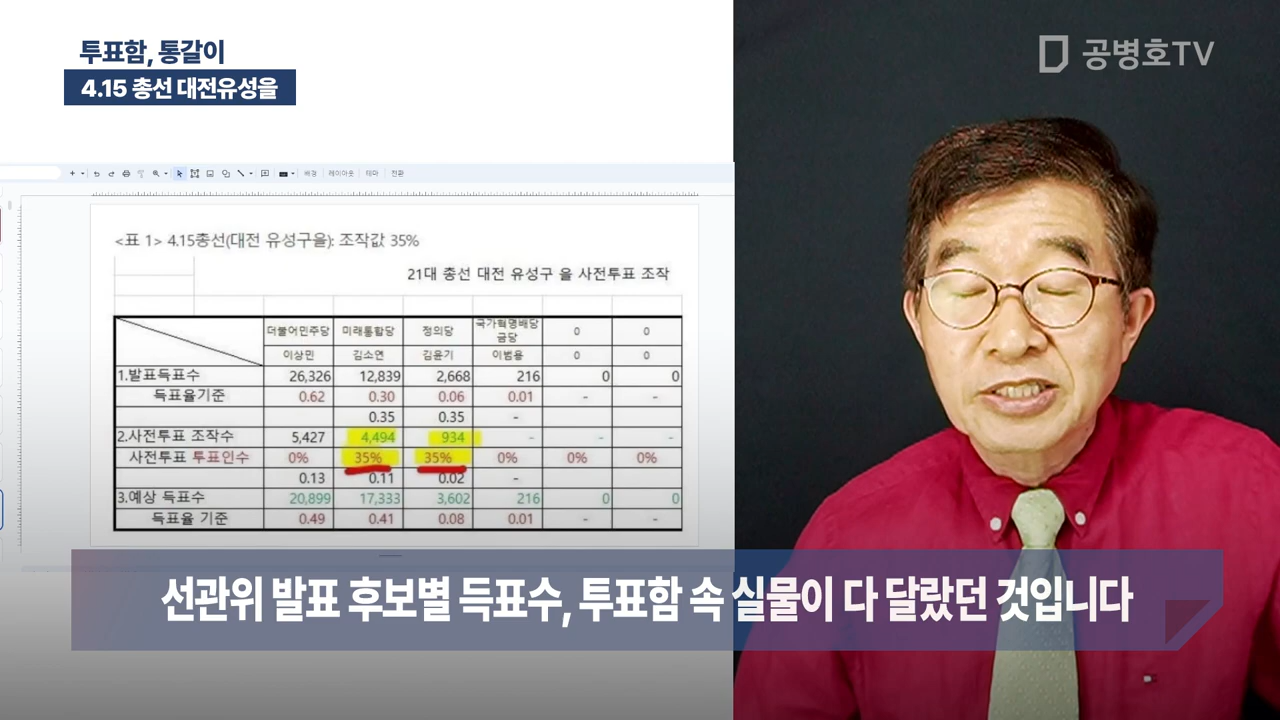 투표함, 통갈이
4.15 총선 대전유성을
공병호TV
배경 레이아웃 테마 전환
<표 1> 4.15총선(대전 유성구을): 조작값 35%
21대 총선 대전 유성구 을 사전투표 조작
더불어민주당 미래통합당 정의당 국가혁명배당금당 0 0
이상민 김소연 김윤기 이범용 0 0
1.발표득표수 26,326 12,839 2,668 216 0 0
득표율기준 0.62 0.30 0.06 0.01 - -
0.35 0.35 -
2.사전투표 조작수 5,427 4,494 934 - - -
사전투표 투표인수 0% 35% 35% 0% 0% 0%
0.13 0.11 0.02 -
3.예상 득표수 20,899 17,333 3,602 216 0 0
득표율 기준 0.49 0.41 0.08 0.01 - -
선관위 발표 후보별 득표수, 투표함 속 실물이 다 달랐던 것입니다